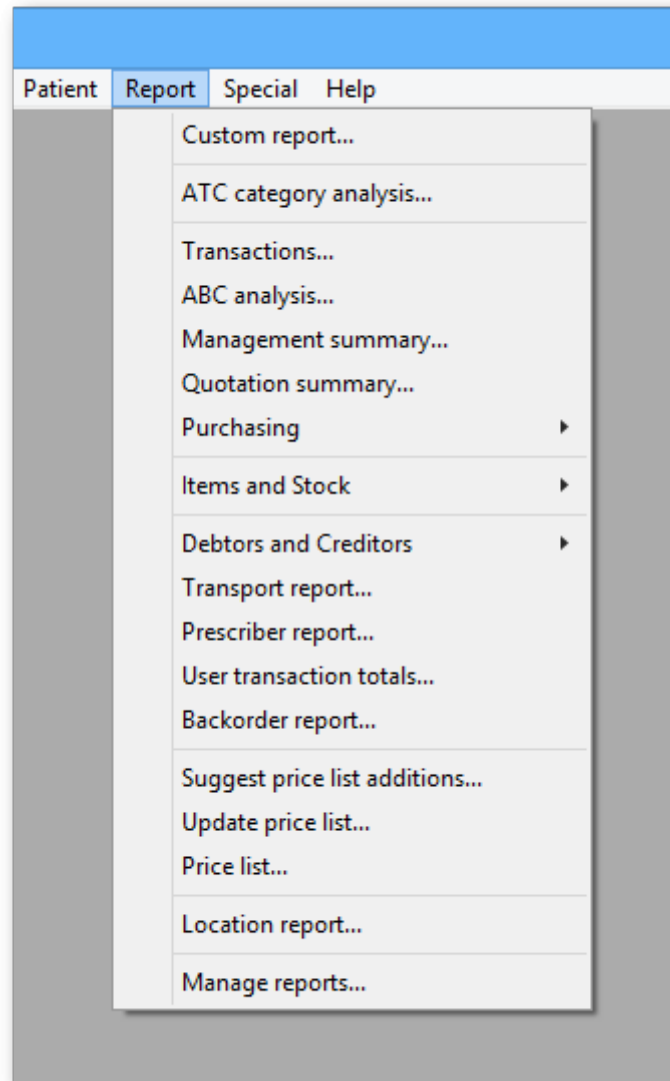 Patient Report Special Help
Custom report...
ATC category analysis...
Transactions...
ABC analysis...
Management summary...
Quotation summary...
Purchasing
Items and Stock
Debtors and Creditors
Transport report...
Prescriber report...
User transaction totals...
Backorder report...
Suggest price list additions...
Update price list...
Price list...
Location report...
Manage reports...